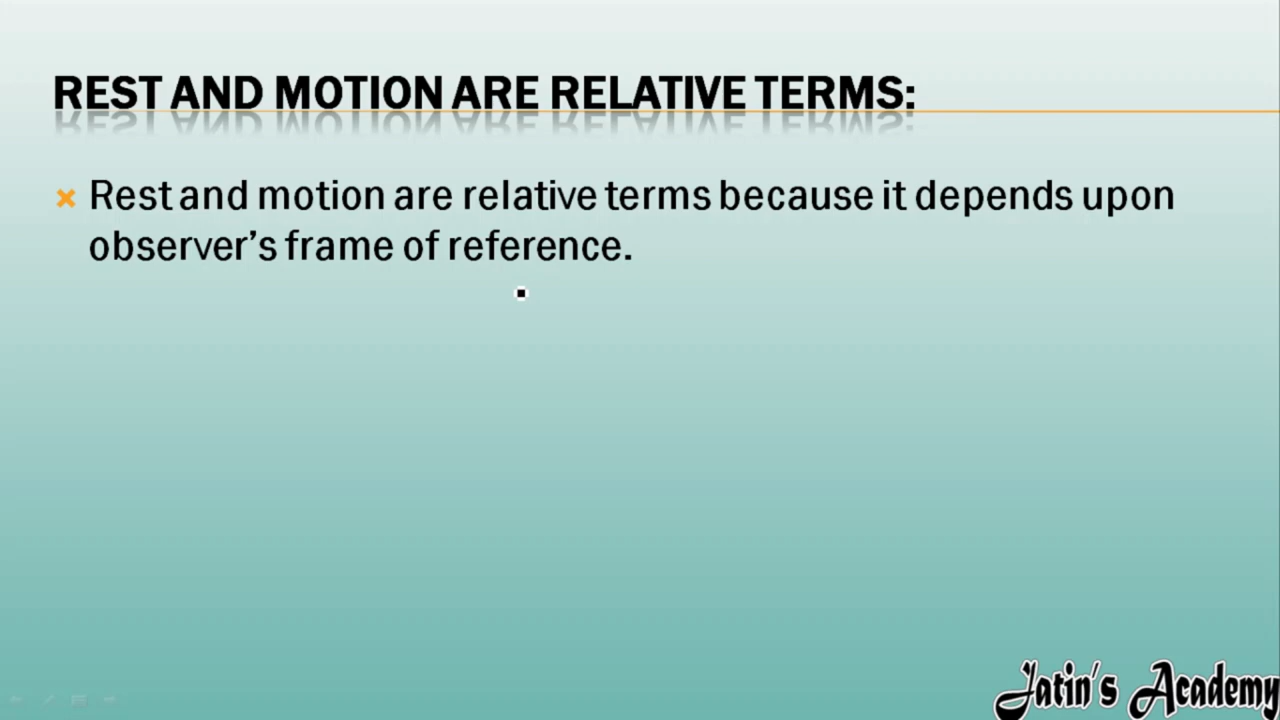 REST AND MOTION ARE RELATIVE TERMS:
Rest and motion are relative terms because it depends upon
observer’s frame of reference.
Jatin's Academy